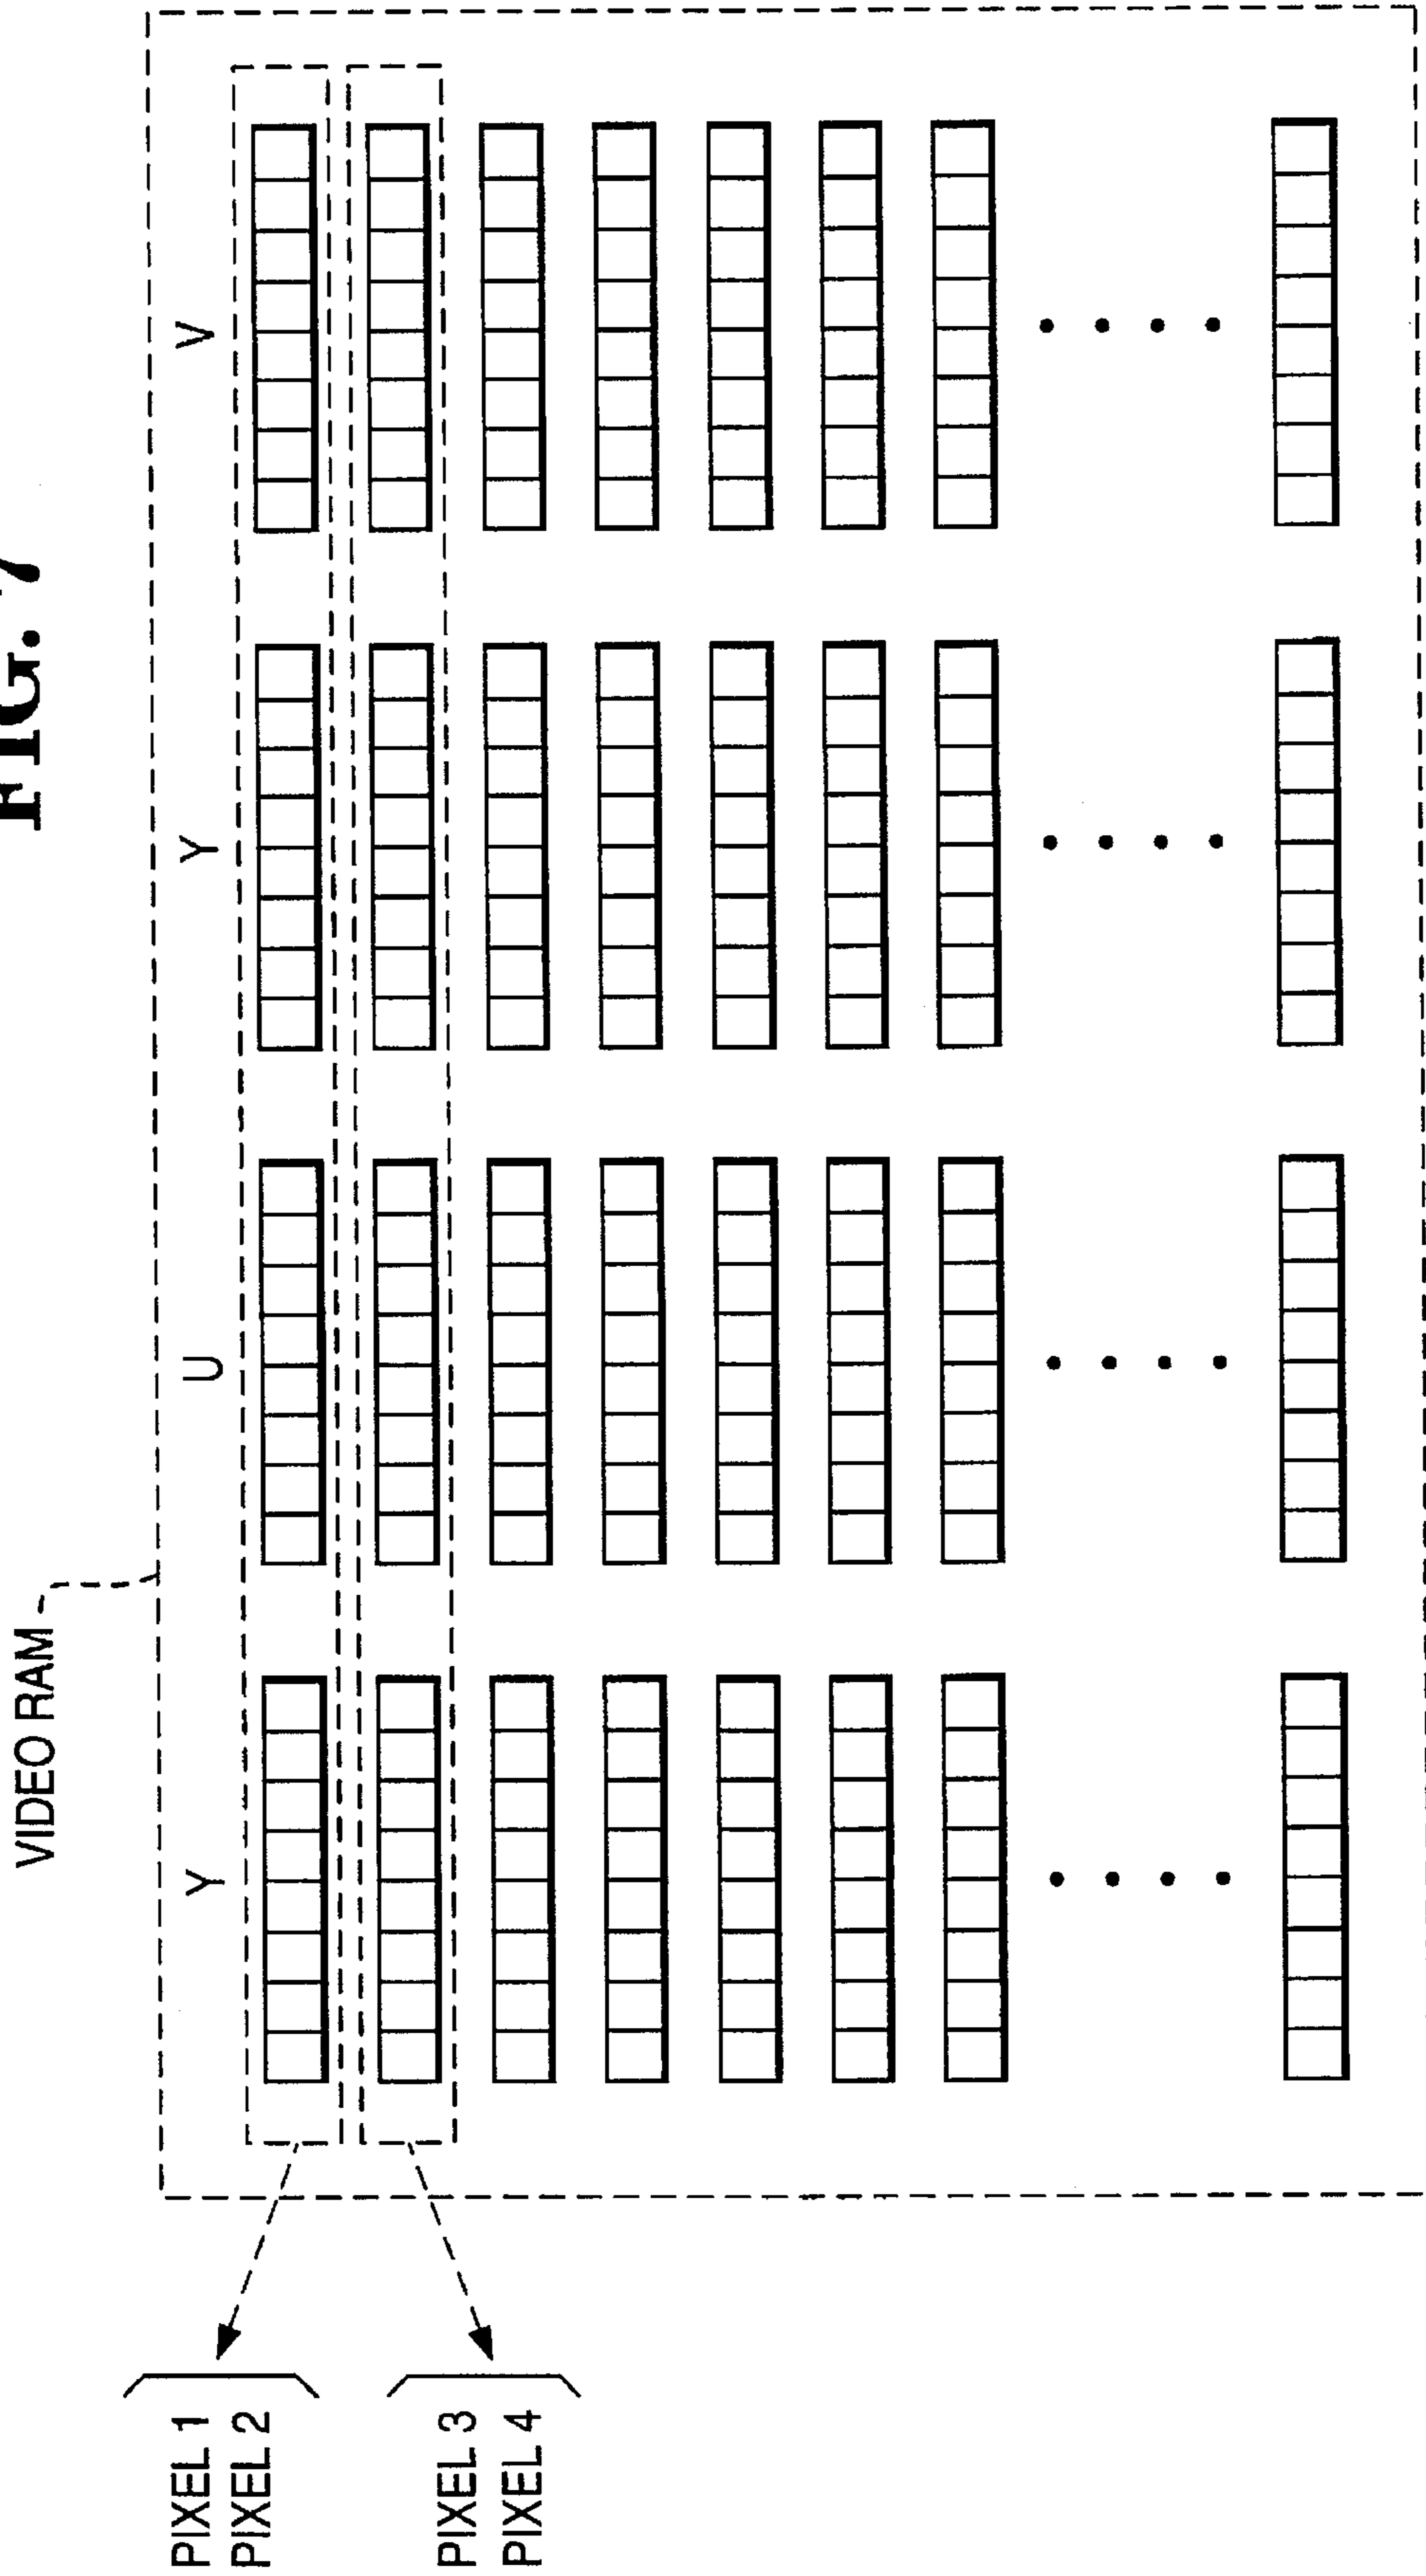 FIG. 7
VIDEO RAM
Y U Y V
PIXEL 1
PIXEL 2
PIXEL 3
PIXEL 4